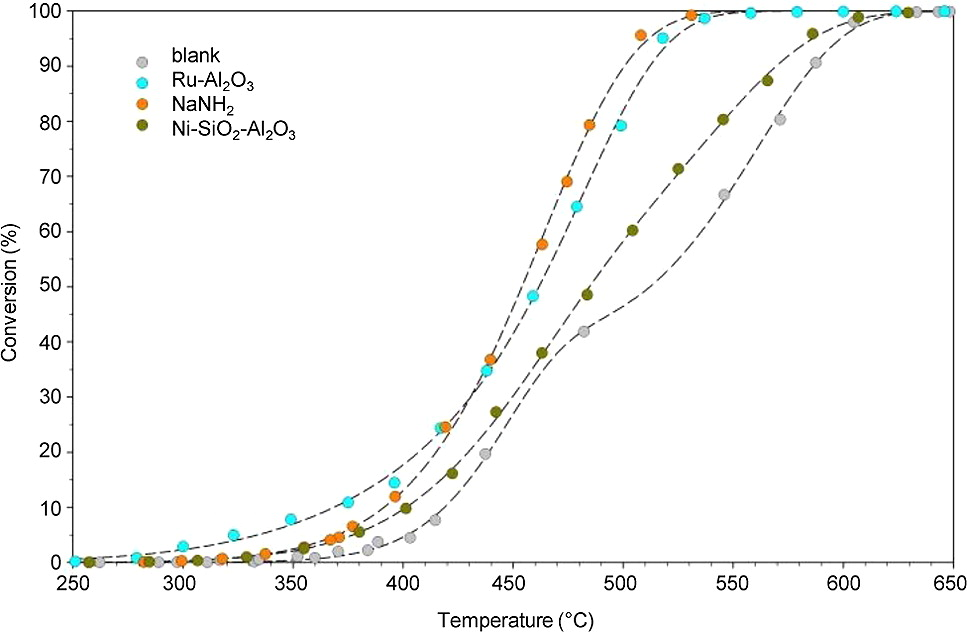 100
90
80
70
60
50
40
30
20
10
0
Conversion (%)
blank
Ru-Al₂O₃
NaNH₂
Ni-SiO₂-Al₂O₃
250 300 350 400 450 500 550 600 650
Temperature (°C)